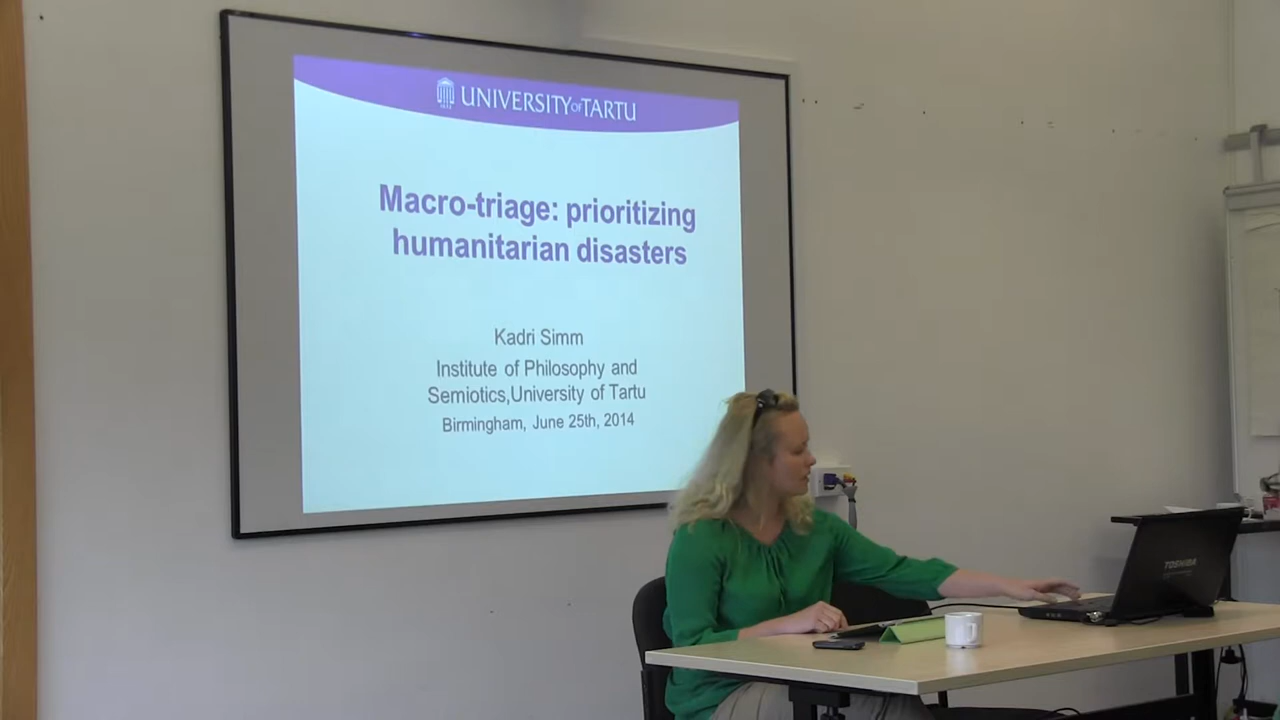 UNIVERSITY OF TARTU
Macro-triage: prioritizing
humanitarian disasters
Kadri Simm
Institute of Philosophy and
Semiotics,University of Tartu
Birmingham, June 25th, 2014
TOSHIBA